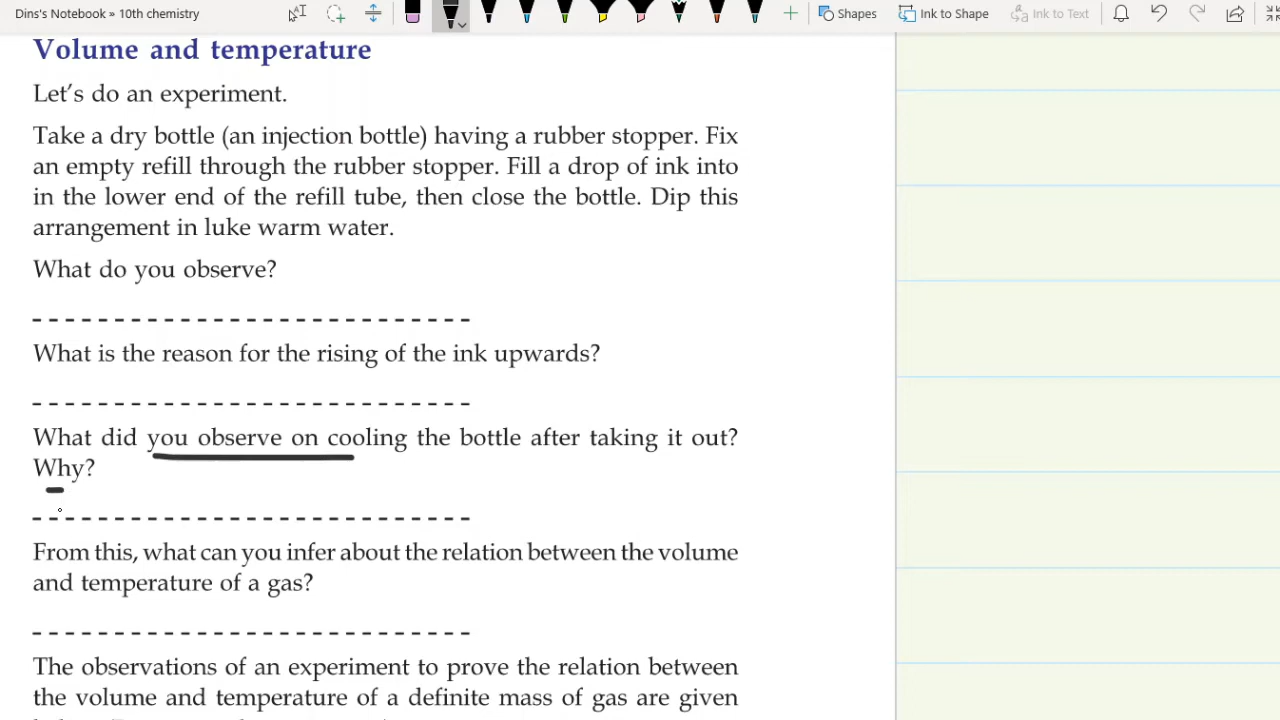 Dins's Notebook » 10th chemistry
Shapes
Ink to Shape
Ink to Text
Volume and temperature
Let's do an experiment.
Take a dry bottle (an injection bottle) having a rubber stopper. Fix
an empty refill through the rubber stopper. Fill a drop of ink into
in the lower end of the refill tube, then close the bottle. Dip this
arrangement in luke warm water.
What do you observe?
What is the reason for the rising of the ink upwards?
What did you observe on cooling the bottle after taking it out?
Why?
From this, what can you infer about the relation between the volume
and temperature of a gas?
The observations of an experiment to prove the relation between
the volume and temperature of a definite mass of gas are given